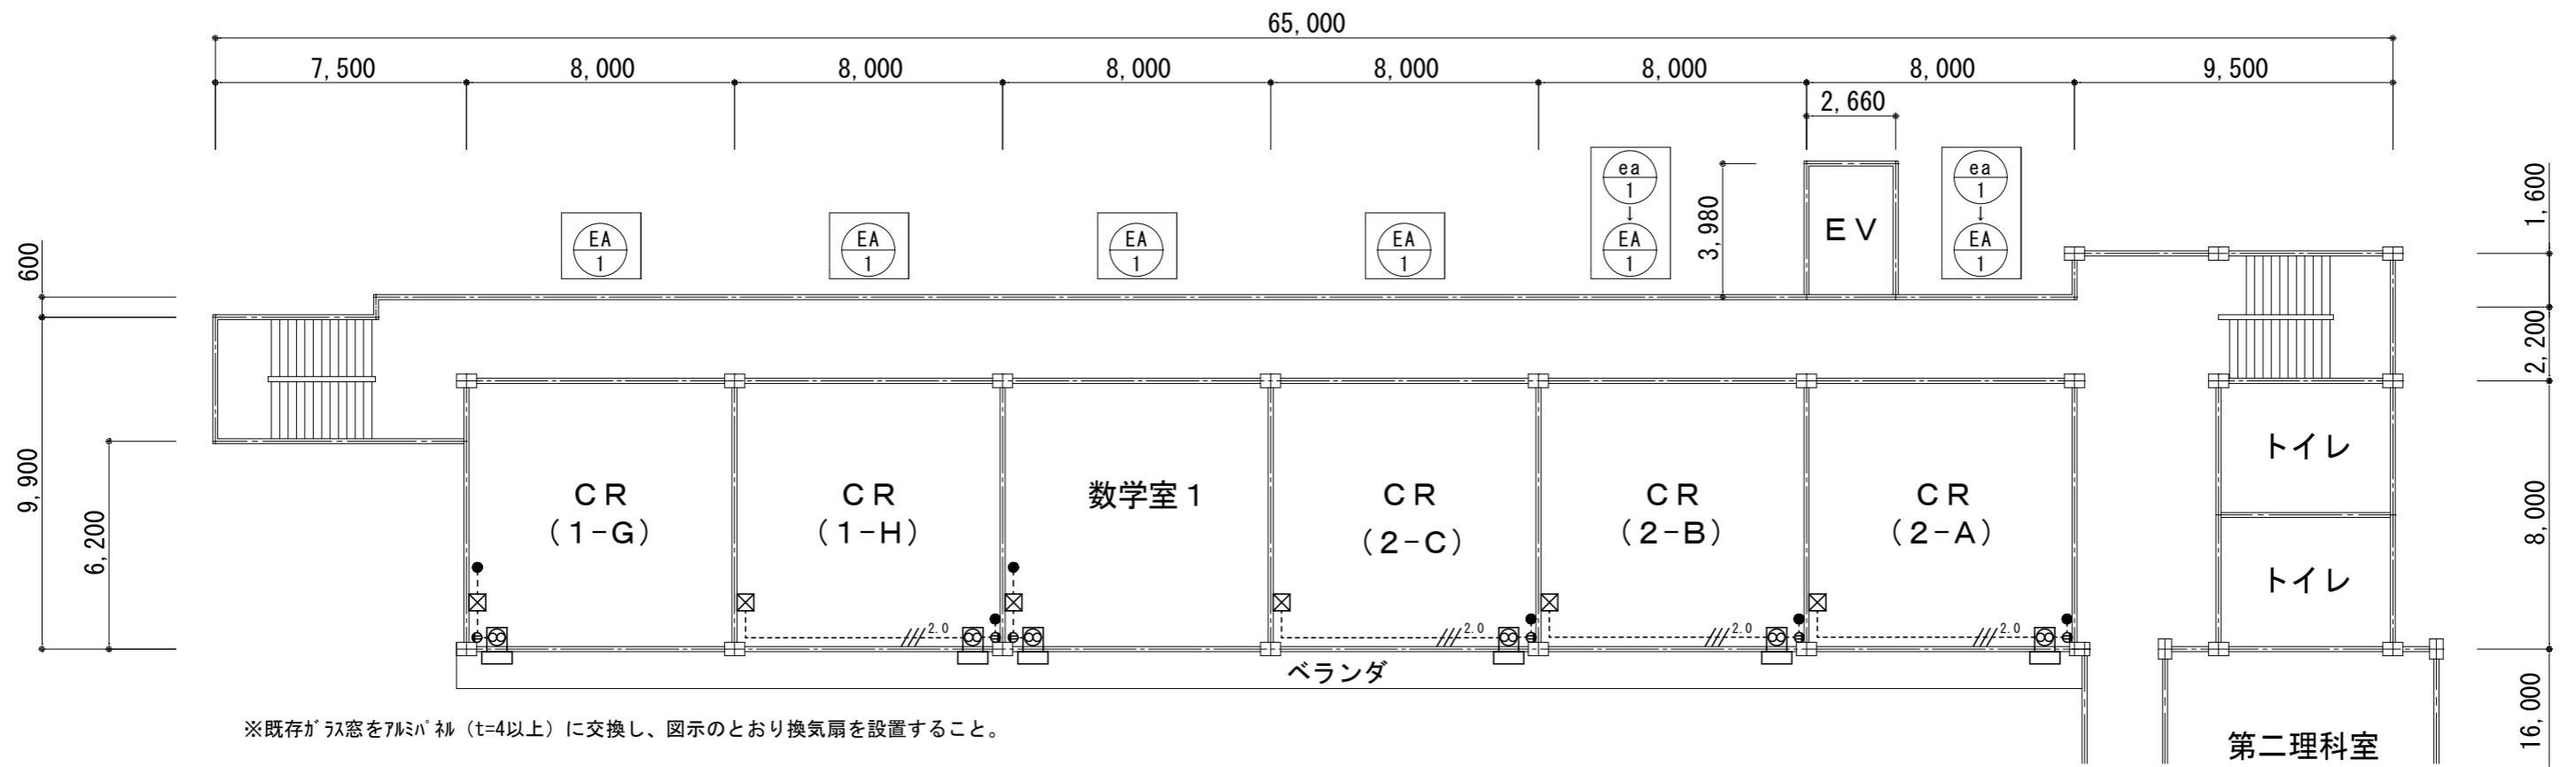 65,000
7,500 8,000 8,000 8,000 8,000 8,000 8,000 9,500
2,660
ea
1
EA
1
ea
1
EA
1
EA
1
EA
1
EA
1
EA
1
3,980
EV
1,600
600
2,200
9,900
6,200
8,000
16,000
CR
(1-G)
CR
(1-H)
数学室1
CR
(2-C)
CR
(2-B)
CR
(2-A)
トイレ
トイレ
2.0
2.0
2.0
2.0
ベランダ
※既存ガラス窓をアルミパネル(t=4以上)に交換し、図示のとおり換気扇を設置すること。
第二理科室